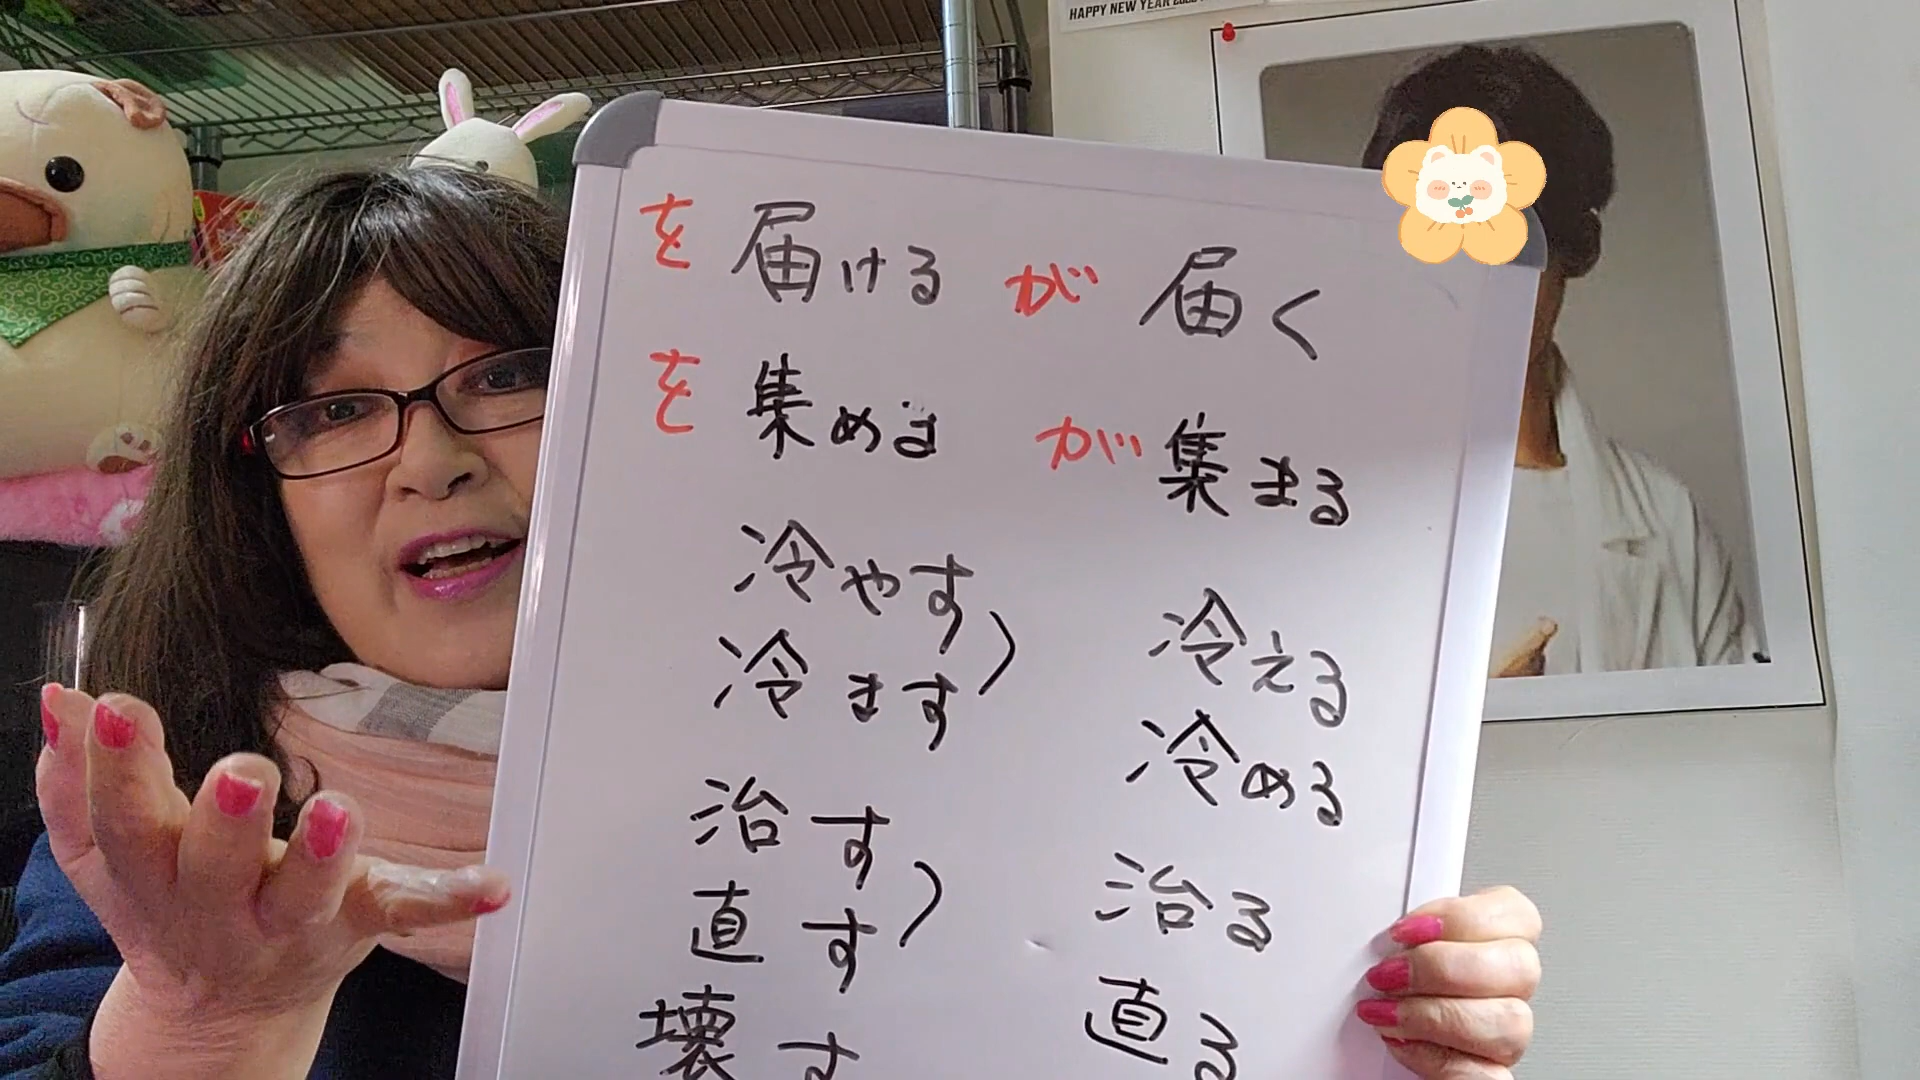 HAPPY NEW YEAR
を 届ける が 届く
を 集めま が 集まる
冷やす 冷える
冷ます 冷める
治す 治る
直す 直る
壊す